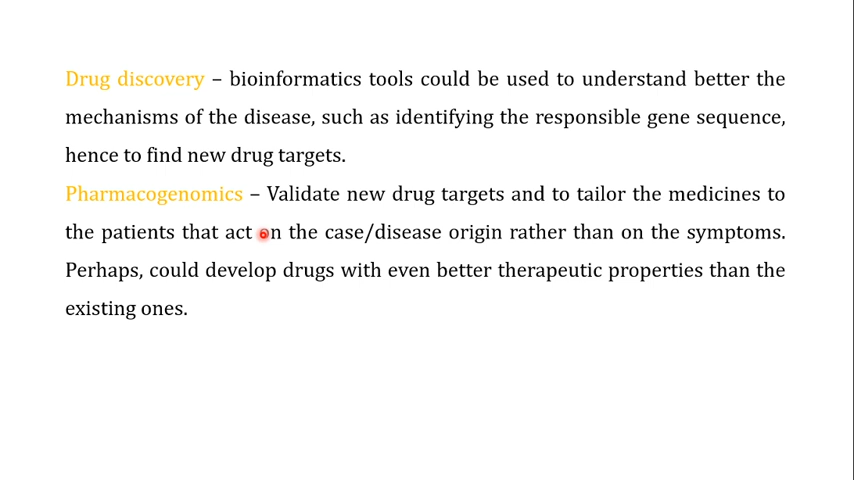 Drug discovery – bioinformatics tools could be used to understand better the
mechanisms of the disease, such as identifying the responsible gene sequence,
hence to find new drug targets.
Pharmacogenomics – Validate new drug targets and to tailor the medicines to
the patients that act on the case/disease origin rather than on the symptoms.
Perhaps, could develop drugs with even better therapeutic properties than the
existing ones.